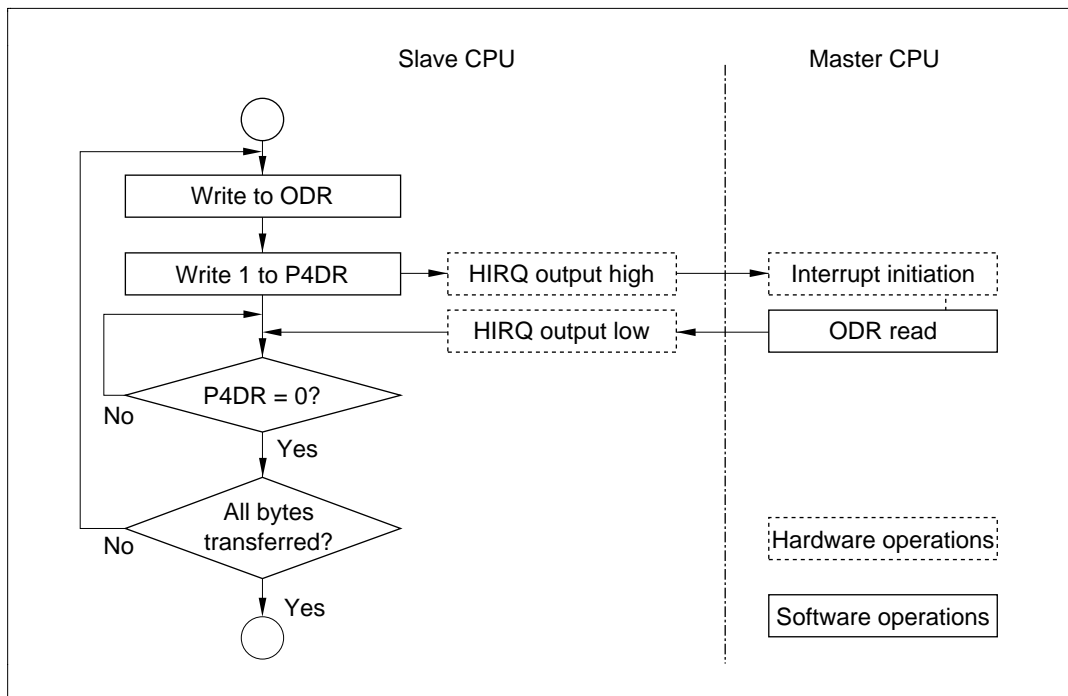 Slave CPU
Master CPU
Write to ODR
Write 1 to P4DR
HIRQ output high
Interrupt initiation
HIRQ output low
ODR read
P4DR = 0?
No
Yes
All bytes
transferred?
No
Yes
Hardware operations
Software operations